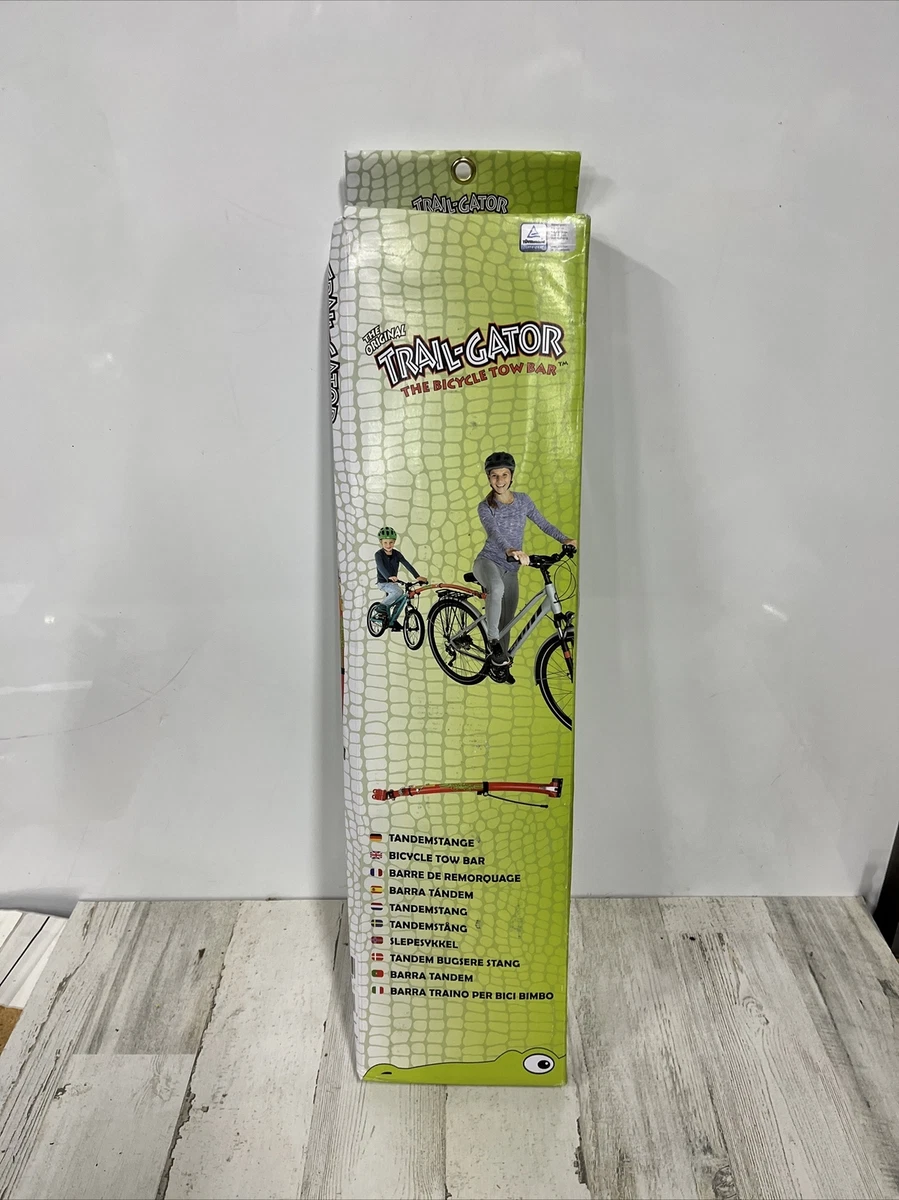 TRAIL-GATOR
THE
ORIGINAL
TRAIL-GATOR
THE BICYCLE TOW BAR™
TANDEMSTANGE
BICYCLE TOW BAR
BARRE DE REMORQUAGE
BARRA TÁNDEM
TANDEMSTANG
TANDEMSTÅNG
SLEPESYKKEL
TANDEM BUGSERE STANG
BARRA TANDEM
BARRA TRAINO PER BICI BIMBO